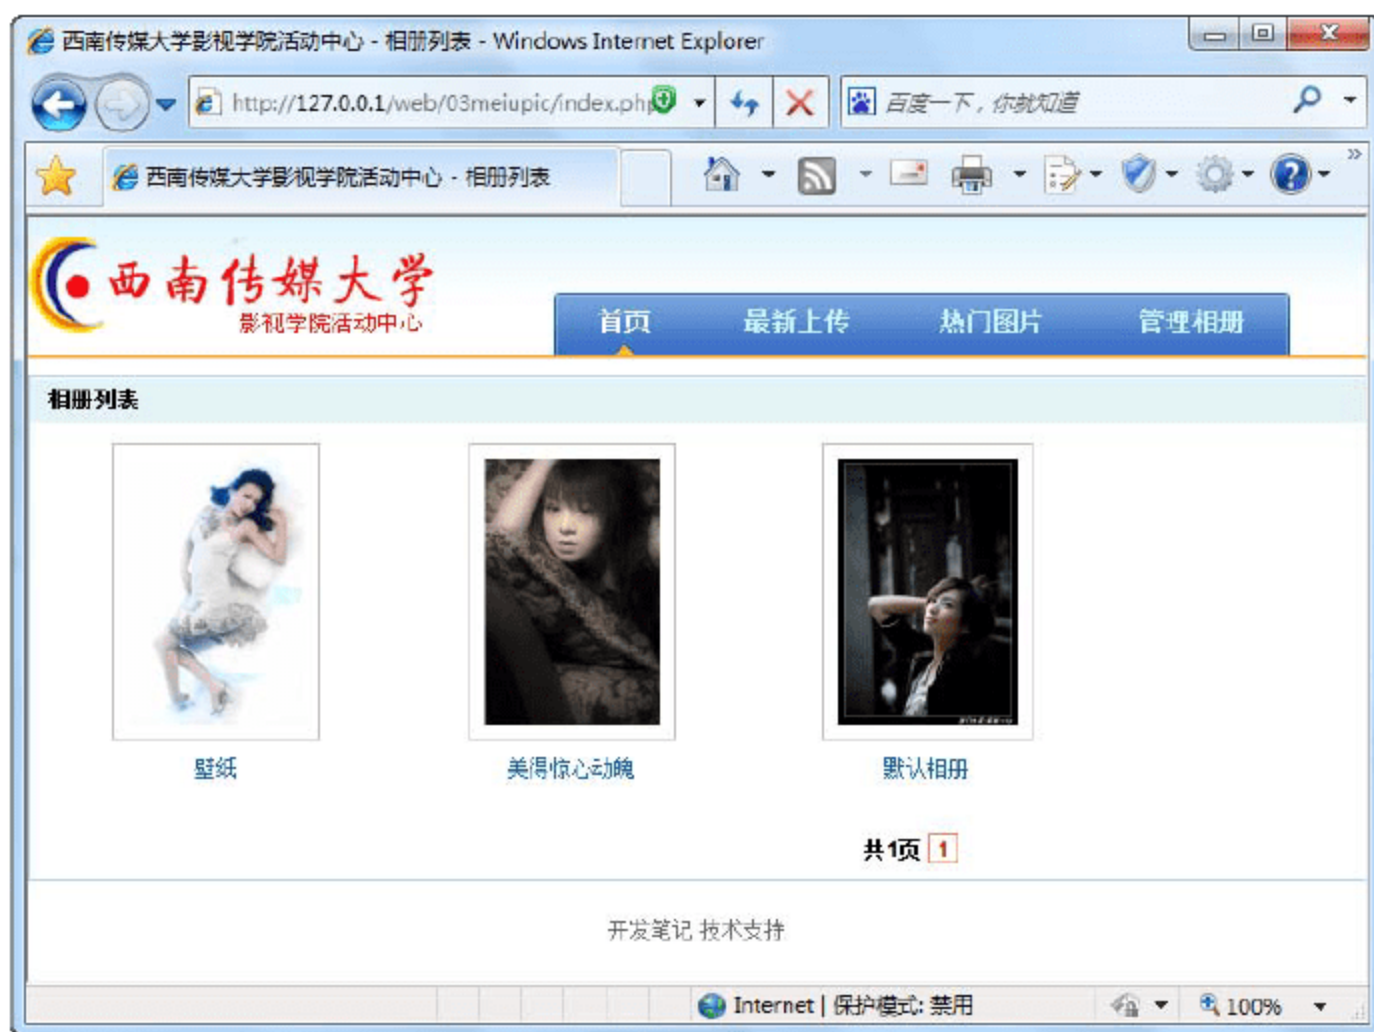 西南传媒大学影视学院活动中心 - 相册列表 - Windows Internet Explorer
http://127.0.0.1/web/03meiupic/index.php
百度一下，你就知道
西南传媒大学影视学院活动中心 - 相册列表
西南传媒大学
影视学院活动中心
首页 最新上传 热门图片 管理相册
相册列表
壁纸 美得惊心动魄 默认相册
共1页 1
开发笔记 技术支持
Internet | 保护模式: 禁用 100%